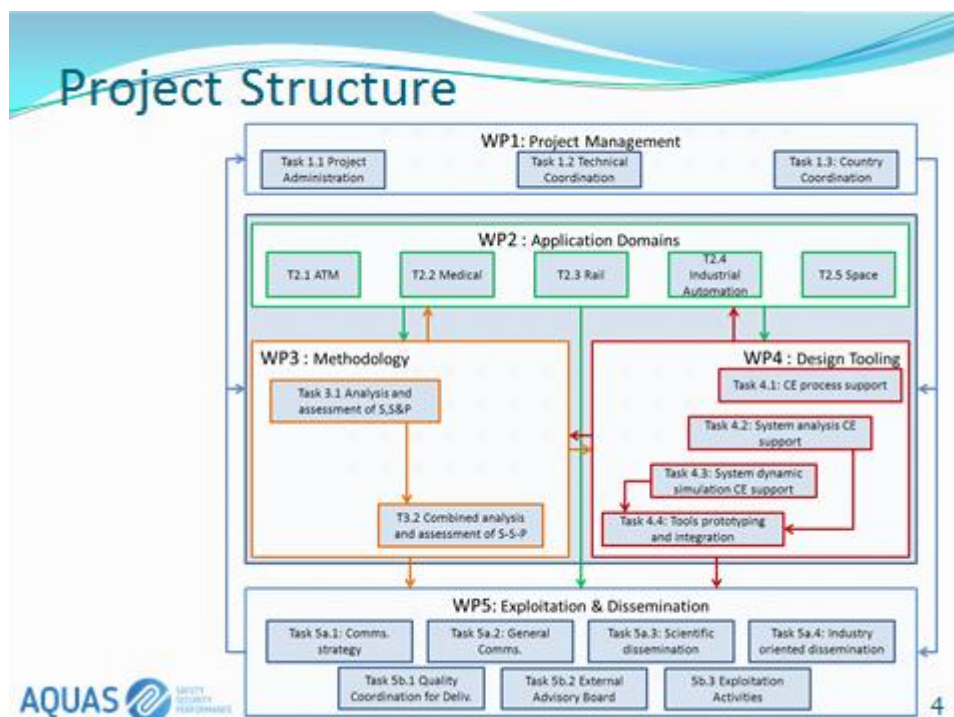 Project Structure
WP1: Project Management
Task 1.1 Project
Administration
Task 1.2 Technical
Coordination
Task 1.3: Country
Coordination
WP2 : Application Domains
T2.1 ATM
T2.2 Medical
T2.3 Rail
T2.4
Industrial
Automation
T2.5 Space
WP3 : Methodology
Task 3.1 Analysis and
assessment of S,S&P
T3.2 Combined analysis
and assessment of S-S-P
WP4 : Design Tooling
Task 4.1: CE process support
Task 4.2: System analysis CE
support
Task 4.3: System dynamic
simulation CE support
Task 4.4: Tools prototyping
and integration
WP5: Exploitation & Dissemination
Task 5a.1: Comms.
strategy
Task 5a.2: General
Comms.
Task 5a.3: Scientific
dissemination
Task 5a.4: Industry
oriented dissemination
Task 5b.1 Quality
Coordination for Deliv.
Task 5b.2 External
Advisory Board
5b.3 Exploitation
Activities
AQUAS
SAFETY
SECURITY
PERFORMANCE
4